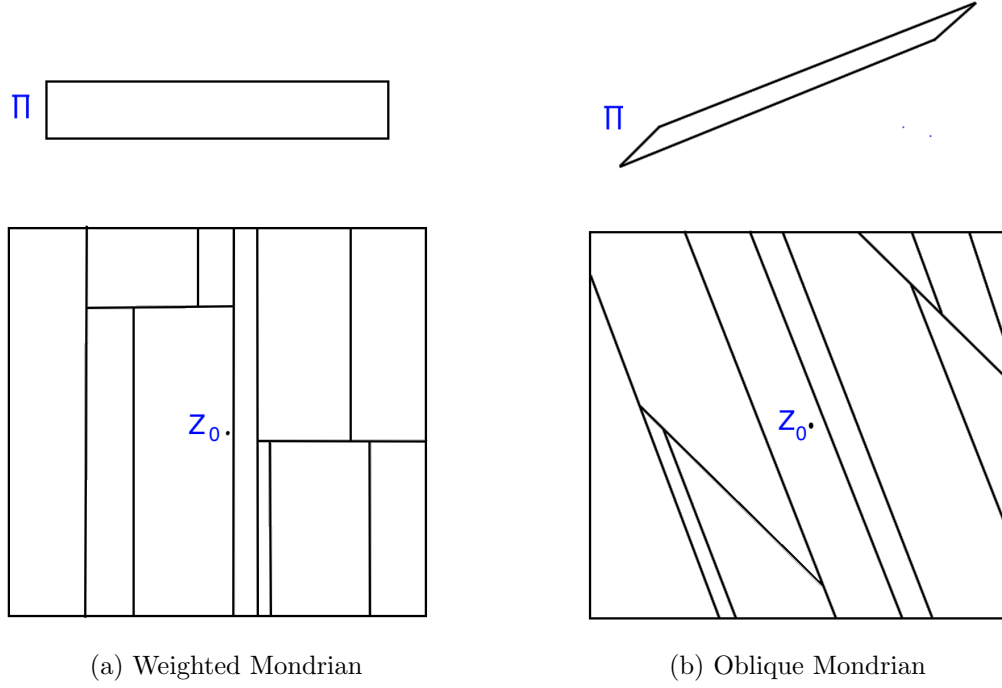 Π
Π
Z₀
Z₀
(a) Weighted Mondrian
(b) Oblique Mondrian